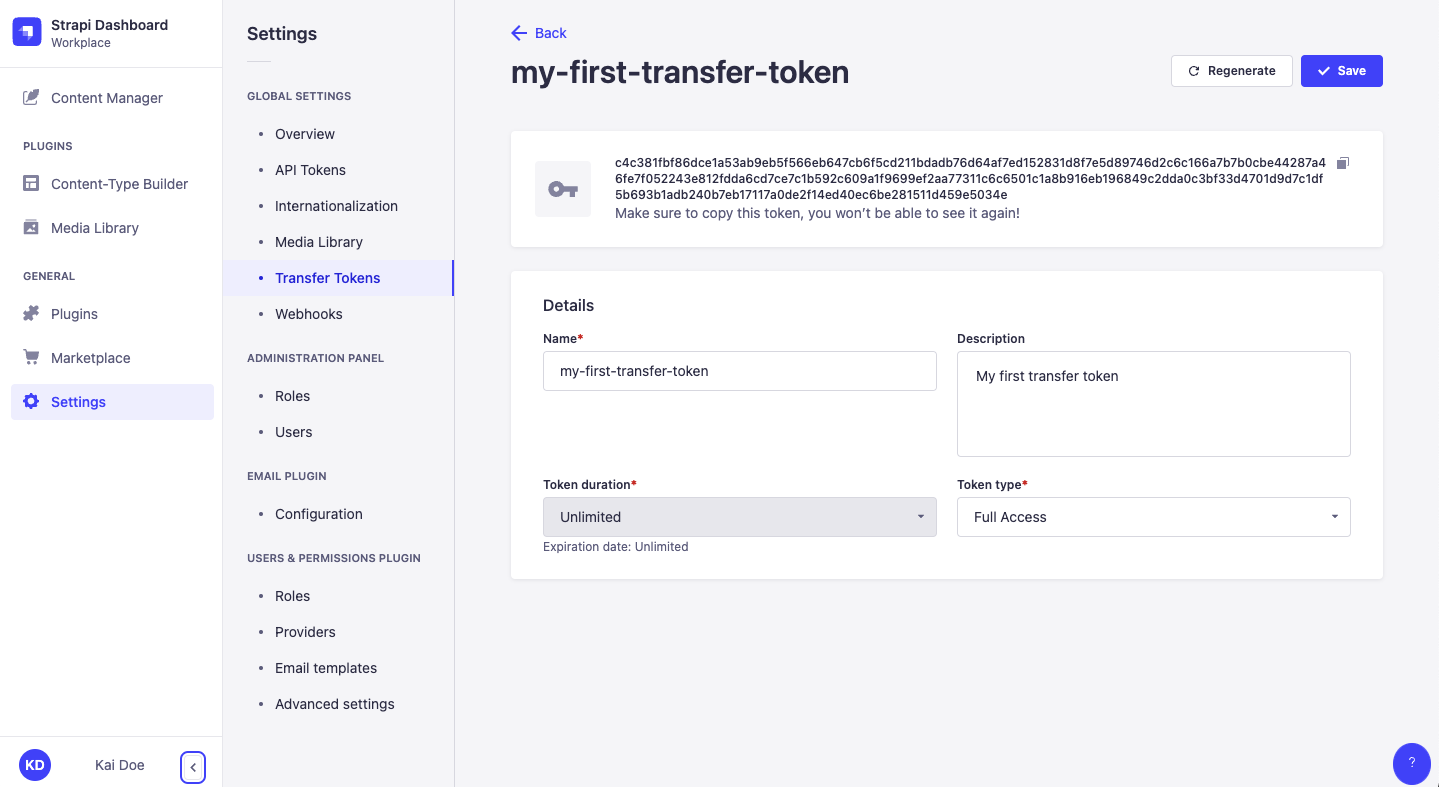 Strapi Dashboard
Workplace
Content Manager
PLUGINS
Content-Type Builder
Media Library
GENERAL
Plugins
Marketplace
Settings
KD
Kai Doe
Settings
GLOBAL SETTINGS
Overview
API Tokens
Internationalization
Media Library
Transfer Tokens
Webhooks
ADMINISTRATION PANEL
Roles
Users
EMAIL PLUGIN
Configuration
USERS & PERMISSIONS PLUGIN
Roles
Providers
Email templates
Advanced settings
Back
my-first-transfer-token
Regenerate
Save
c4c381fbf86dce1a53ab9eb5f566eb647cb6f5cd211bdadb76d64af7ed152831d8f7e5d89746d2c6c166a7b7b0cbe44287a4
6fe7f052243e812fdda6cd7ce7c1b592c609a1f9699ef2aa77311c6c6501c1a8b916eb196849c2dda0c3bf33d4701d9d7c1df
5b693b1adb240b7eb17117a0de2f14ed40ec6be281511d459e5034e
Make sure to copy this token, you won’t be able to see it again!
Details
Name*
my-first-transfer-token
Description
My first transfer token
Token duration*
Unlimited
Expiration date: Unlimited
Token type*
Full Access
?